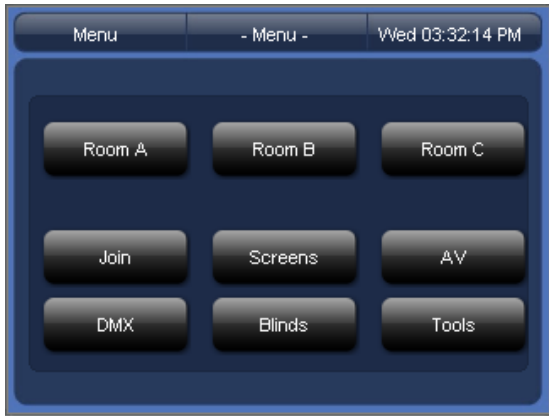 Menu - Menu - Wed 03:32:14 PM
Room A Room B Room C
Join Screens AV
DMX Blinds Tools